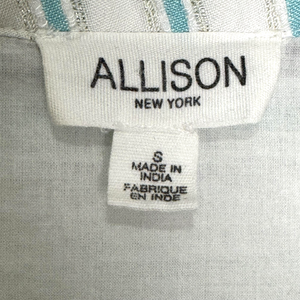 ALLISON
NEW YORK
S
MADE IN
INDIA
FABRIQUE
EN INDE